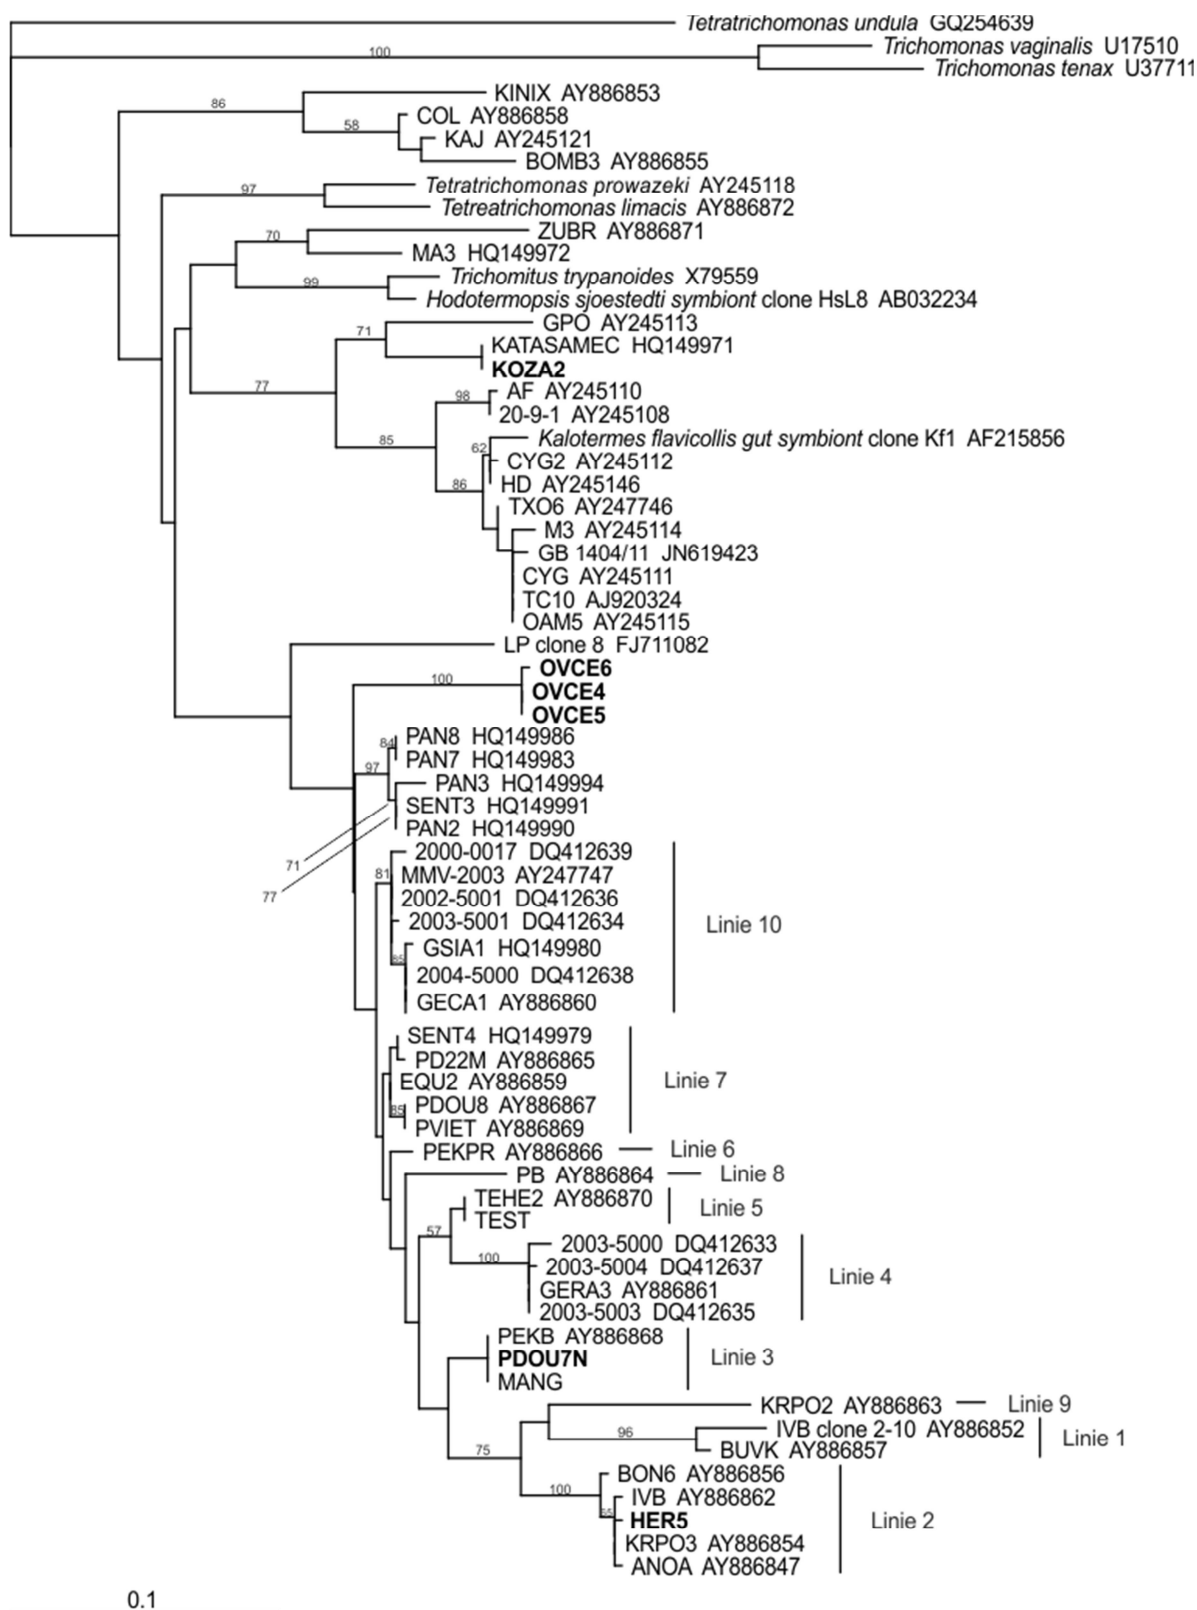 Tetratrichomonas undula GQ254639
100
Trichomonas vaginalis U17510
Trichomonas tenax U37711
KINIX AY886853
86
COL AY886858
58
KAJ AY245121
BOMB3 AY886855
Tetratrichomonas prowazeki AY245118
97
Tetreatrichomonas limacis AY886872
ZUBR AY886871
70
MA3 HQ149972
Trichomitus trypanoides X79559
99
Hodotermopsis sjoestedti symbiont clone HsL8 AB032234
GPO AY245113
71
KATASAMEC HQ149971
KOZA2
77
AF AY245110
98
20-9-1 AY245108
Kalotermes flavicollis gut symbiont clone Kf1 AF215856
85
62
CYG2 AY245112
HD AY245146
86
TXO6 AY247746
M3 AY245114
GB 1404/11 JN619423
CYG AY245111
TC10 AJ920324
OAM5 AY245115
LP clone 8 FJ711082
OVCE6
100
OVCE4
OVCE5
PAN8 HQ149986
84
PAN7 HQ149983
97
PAN3 HQ149994
SENT3 HQ149991
PAN2 HQ149990
71
77
2000-0017 DQ412639
81
MMV-2003 AY247747
2002-5001 DQ412636
2003-5001 DQ412634
Linie 10
GSIA1 HQ149980
85
2004-5000 DQ412638
GECA1 AY886860
SENT4 HQ149979
PD22M AY886865
EQU2 AY886859
Linie 7
PDOU8 AY886867
85
PVIET AY886869
PEKPR AY886866
Linie 6
PB AY886864
Linie 8
TEHE2 AY886870
Linie 5
TEST
57
2003-5000 DQ412633
100
2003-5004 DQ412637
Linie 4
GERA3 AY886861
2003-5003 DQ412635
PEKB AY886868
PDOU7N
Linie 3
MANG
KRPO2 AY886863
Linie 9
IVB clone 2-10 AY886852
96
Linie 1
BUVK AY886857
75
BON6 AY886856
100
IVB AY886862
HER5
Linie 2
KRPO3 AY886854
ANOA AY886847
0.1